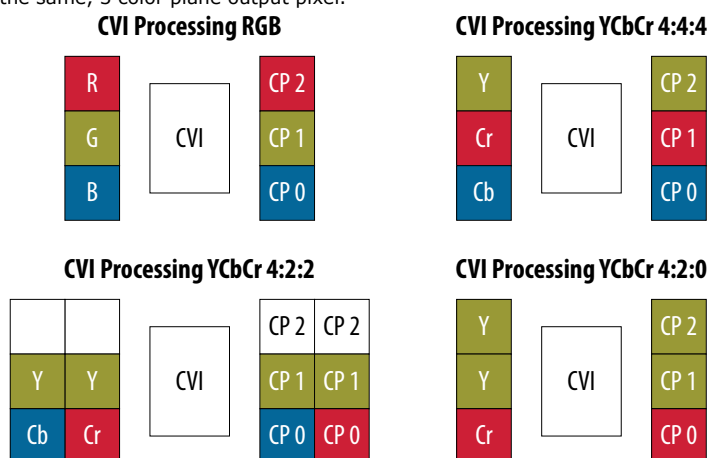 the same, 3 color plane output pixel.
CVI Processing RGB
R
G
B
CVI
CP 2
CP 1
CP 0
CVI Processing YCbCr 4:4:4
Y
Cr
Cb
CVI
CP 2
CP 1
CP 0
CVI Processing YCbCr 4:2:2
Y Y
Cb Cr
CVI
CP 2 CP 2
CP 1 CP 1
CP 0 CP 0
CVI Processing YCbCr 4:2:0
Y
Y
Cr
CVI
CP 2
CP 1
CP 0